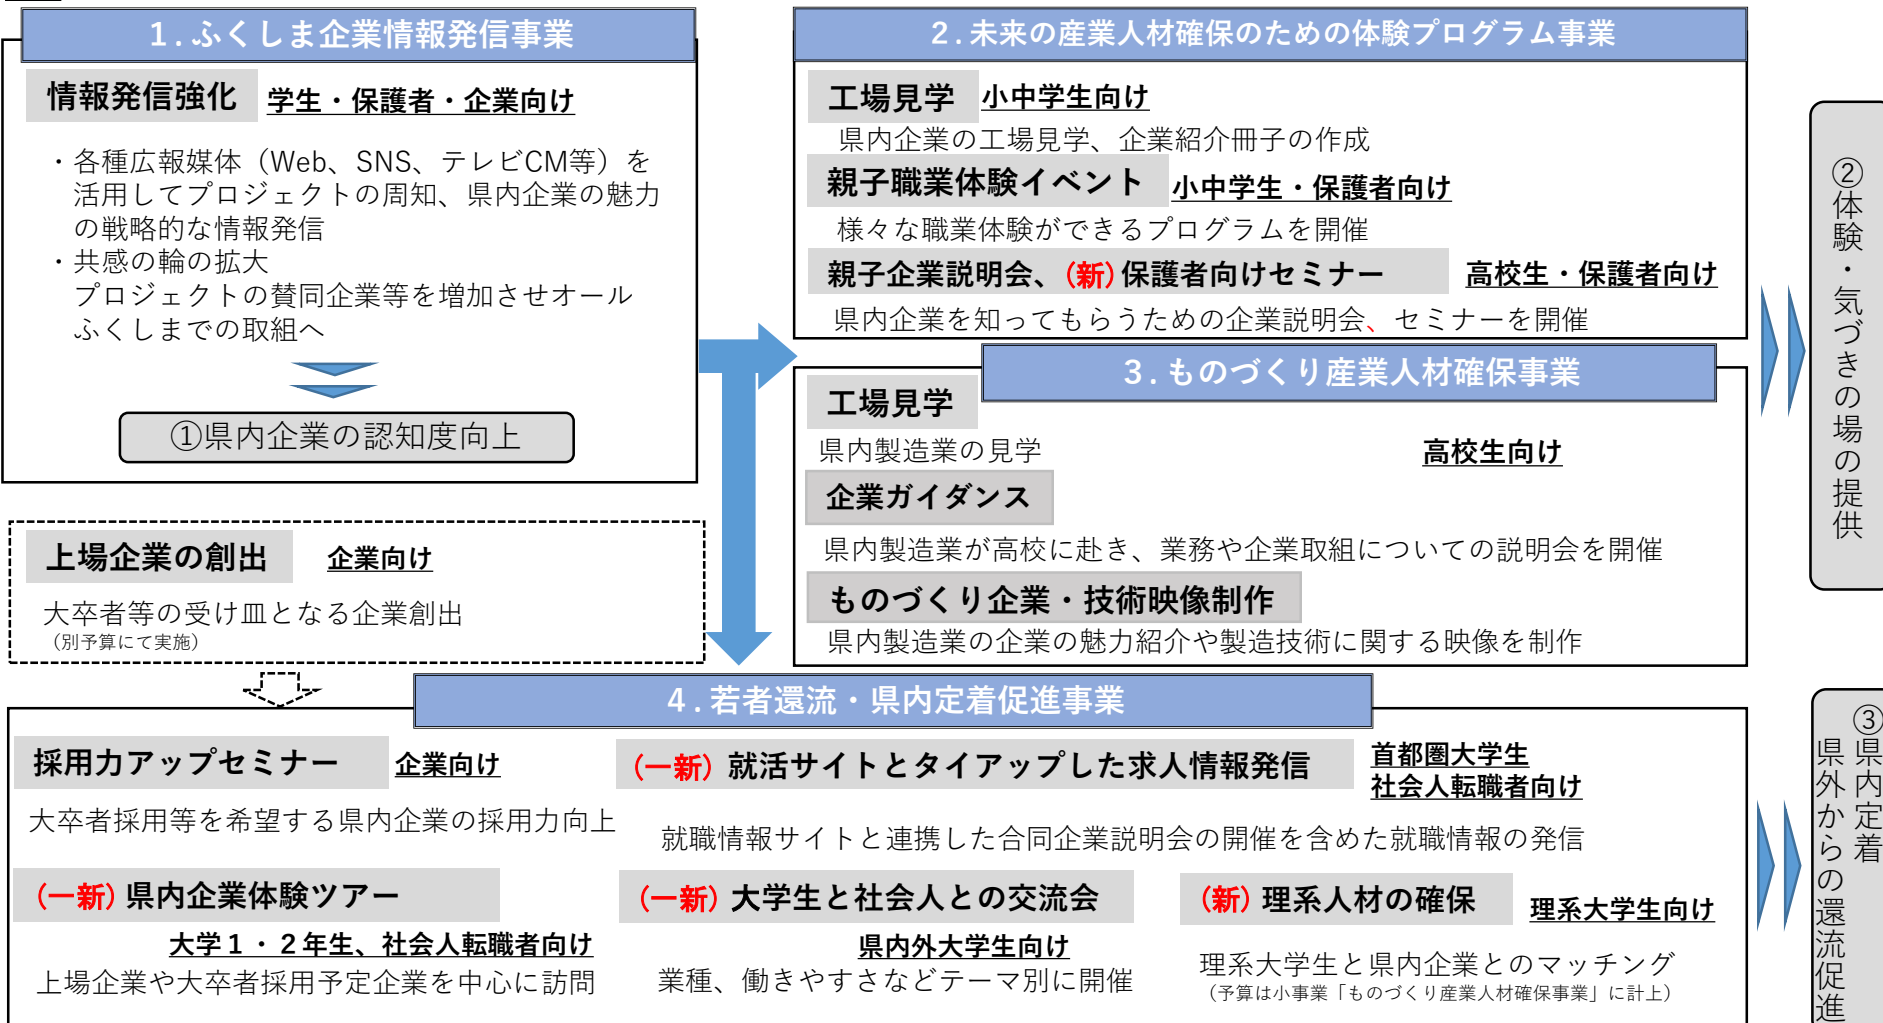 １.ふくしま企業情報発信事業
情報発信強化 学生・保護者・企業向け
・各種広報媒体（Web、SNS、テレビCM等）を
活用してプロジェクトの周知、県内企業の魅力
の戦略的な情報発信
・共感の輪の拡大
プロジェクトの賛同企業等を増加させオール
ふくしまでの取組へ
①県内企業の認知度向上
上場企業の創出 企業向け
大卒者等の受け皿となる企業創出
（別予算にて実施）
２.未来の産業人材確保のための体験プログラム事業
工場見学 小中学生向け
県内企業の工場見学、企業紹介冊子の作成
親子職業体験イベント 小中学生・保護者向け
様々な職業体験ができるプログラムを開催
親子企業説明会、(新)保護者向けセミナー 高校生・保護者向け
県内企業を知ってもらうための企業説明会、セミナーを開催
３.ものづくり産業人材確保事業
工場見学
県内製造業の見学 高校生向け
企業ガイダンス
県内製造業が高校に赴き、業務や企業取組についての説明会を開催
ものづくり企業・技術映像制作
県内製造業の企業の魅力紹介や製造技術に関する映像を制作
②体験・気づきの場の提供
４.若者還流・県内定着促進事業
採用力アップセミナー 企業向け
大卒者採用等を希望する県内企業の採用力向上
(一新) 就活サイトとタイアップした求人情報発信
首都圏大学生
社会人転職者向け
就職情報サイトと連携した合同企業説明会の開催を含めた就職情報の発信
(一新) 県内企業体験ツアー
大学１・２年生、社会人転職者向け
上場企業や大卒者採用予定企業を中心に訪問
(一新) 大学生と社会人との交流会
県内外大学生向け
業種、働きやすさなどテーマ別に開催
(新) 理系人材の確保 理系大学生向け
理系大学生と県内企業とのマッチング
（予算は小事業「ものづくり産業人材確保事業」に計上）
③県内定着
県外からの還流促進